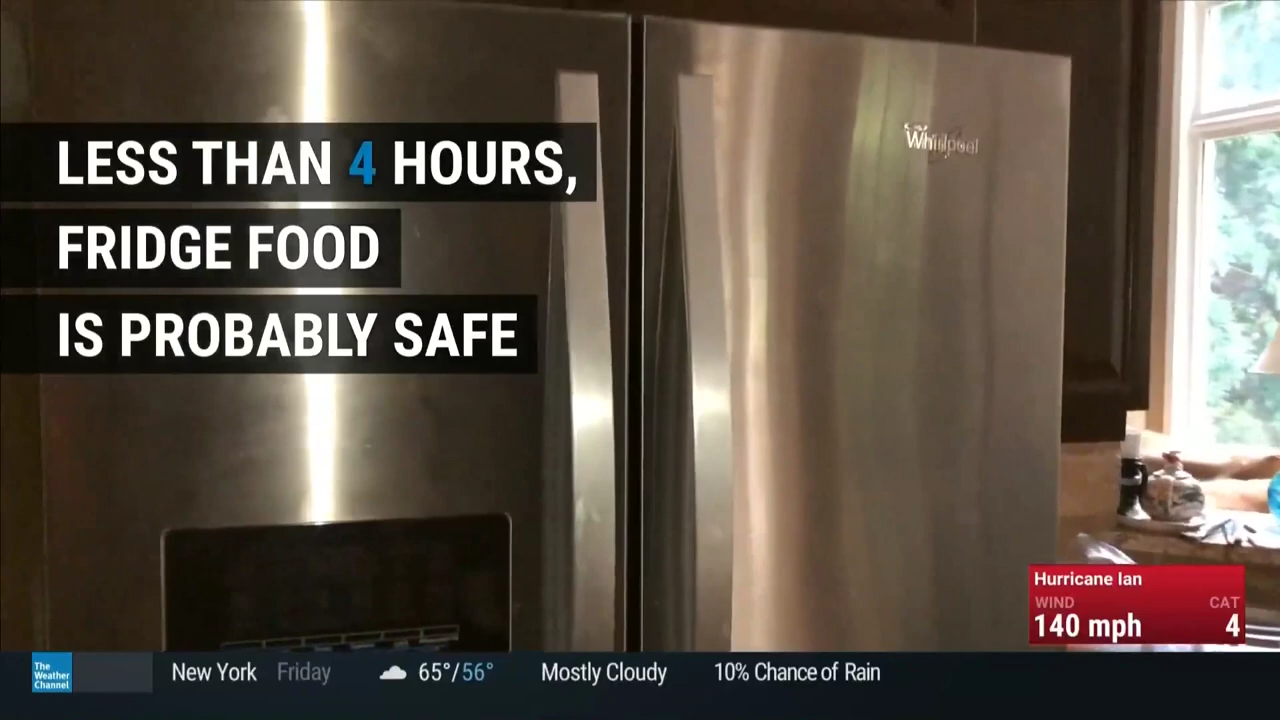 LESS THAN 4 HOURS,
FRIDGE FOOD
IS PROBABLY SAFE
Whirlpool
Hurricane Ian
WIND CAT
140 mph 4
The
Weather
Channel
New York Friday 65°/56° Mostly Cloudy 10% Chance of Rain